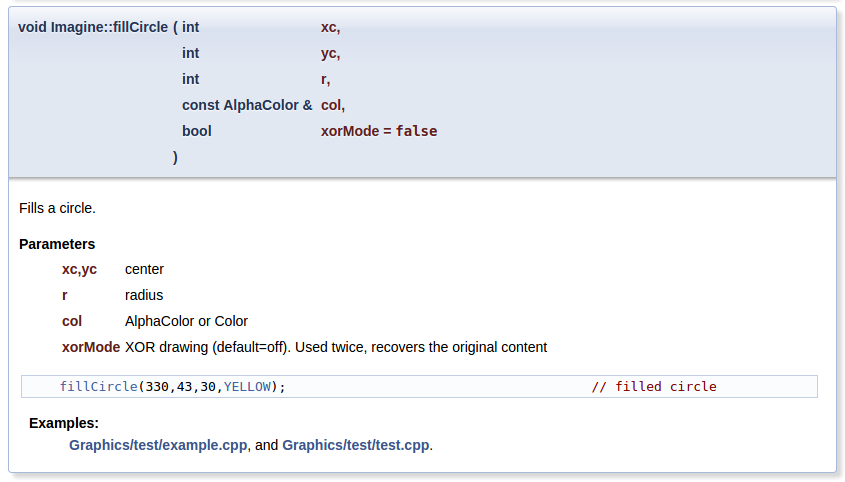 void Imagine::fillCircle ( int xc,
int yc,
int r,
const AlphaColor & col,
bool xorMode = false
)
Fills a circle.
Parameters
xc,yc center
r radius
col AlphaColor or Color
xorMode XOR drawing (default=off). Used twice, recovers the original content
fillCircle(330,43,30,YELLOW); // filled circle
Examples:
Graphics/test/example.cpp, and Graphics/test/test.cpp.